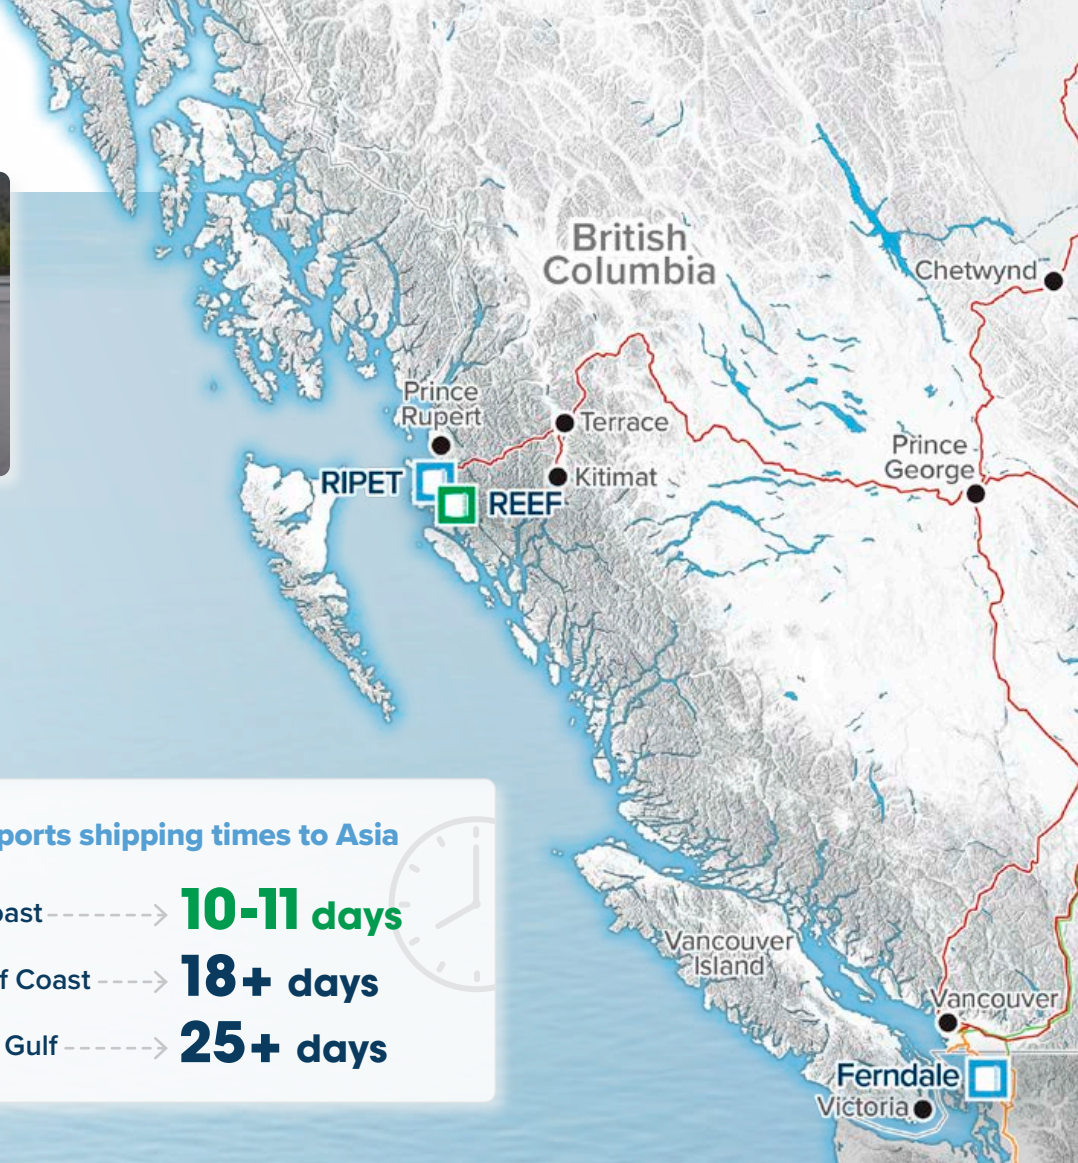 British
Columbia
Chetwynd
Prince
Rupert
Terrace
Prince
George
RIPET
Kitimat
REEF
ports shipping times to Asia
10-11 days
f Coast
18+ days
Gulf
25+ days
Vancouver
Island
Vancouver
Ferndale
Victoria